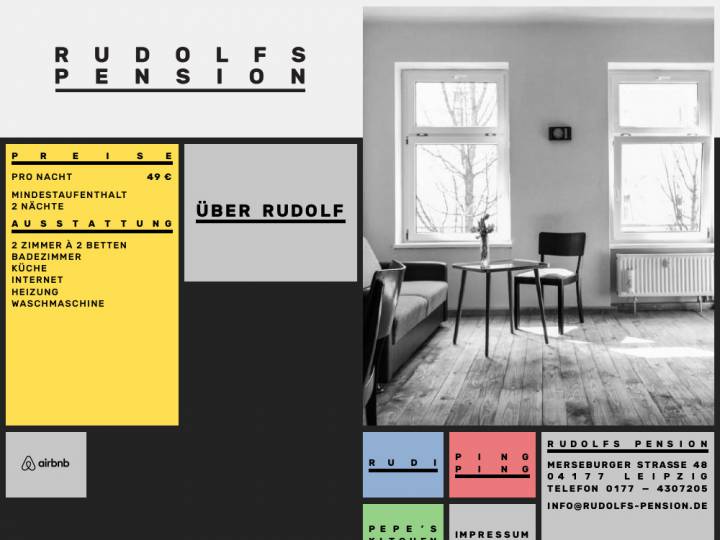 RUDOLFS
PENSION
PREISE
PRO NACHT 49 €
MINDESTAUFENTHALT
2 NÄCHTE
AUSSTATTUNG
2 ZIMMER À 2 BETTEN
BADEZIMMER
KÜCHE
INTERNET
HEIZUNG
WASCHMASCHINE
ÜBER RUDOLF
airbnb
RUDI
PING
PING
PEPE'S
KITCHEN
IMPRESSUM
RUDOLFS PENSION
MERSEBURGER STRASSE 48
04177 LEIPZIG
TELEFON 0177 – 4307205
INFO@RUDOLFS-PENSION.DE